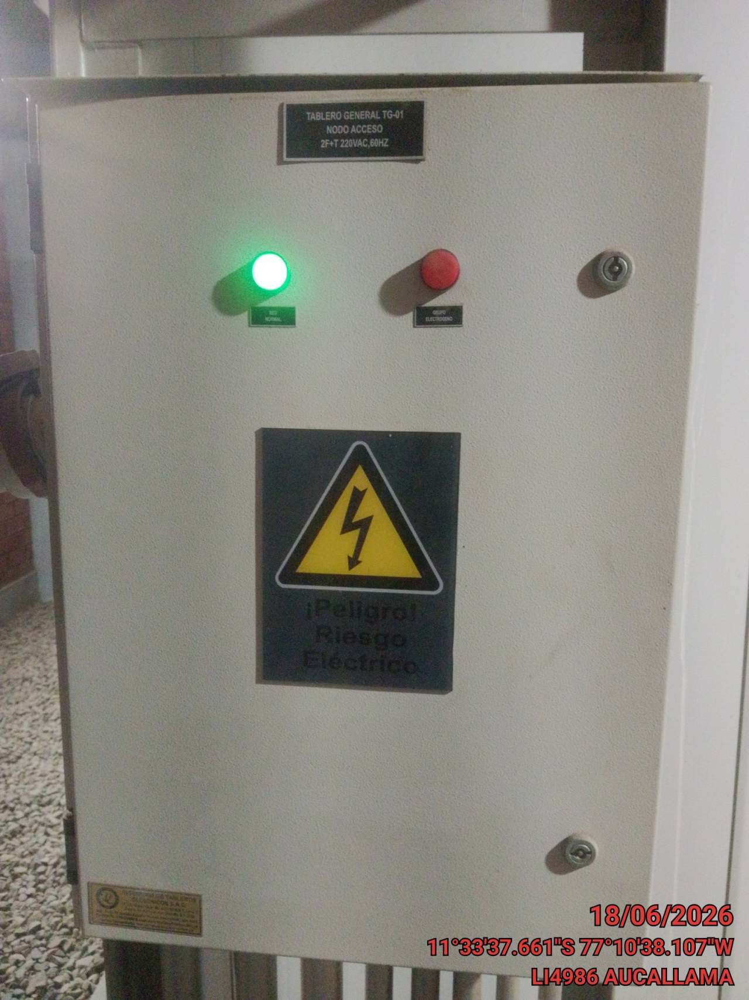 TABLERO GENERAL TG-01
NODO ACCESO
2F+T 220VAC,60HZ
RED
NORMAL
GRUPO
ELECTROGENO
¡Peligro!
Riesgo
Eléctrico
TABLEROS
S.A.C.
18/06/2026
11°33'37.661"S 77°10'38.107"W
LI4986 AUCALLAMA